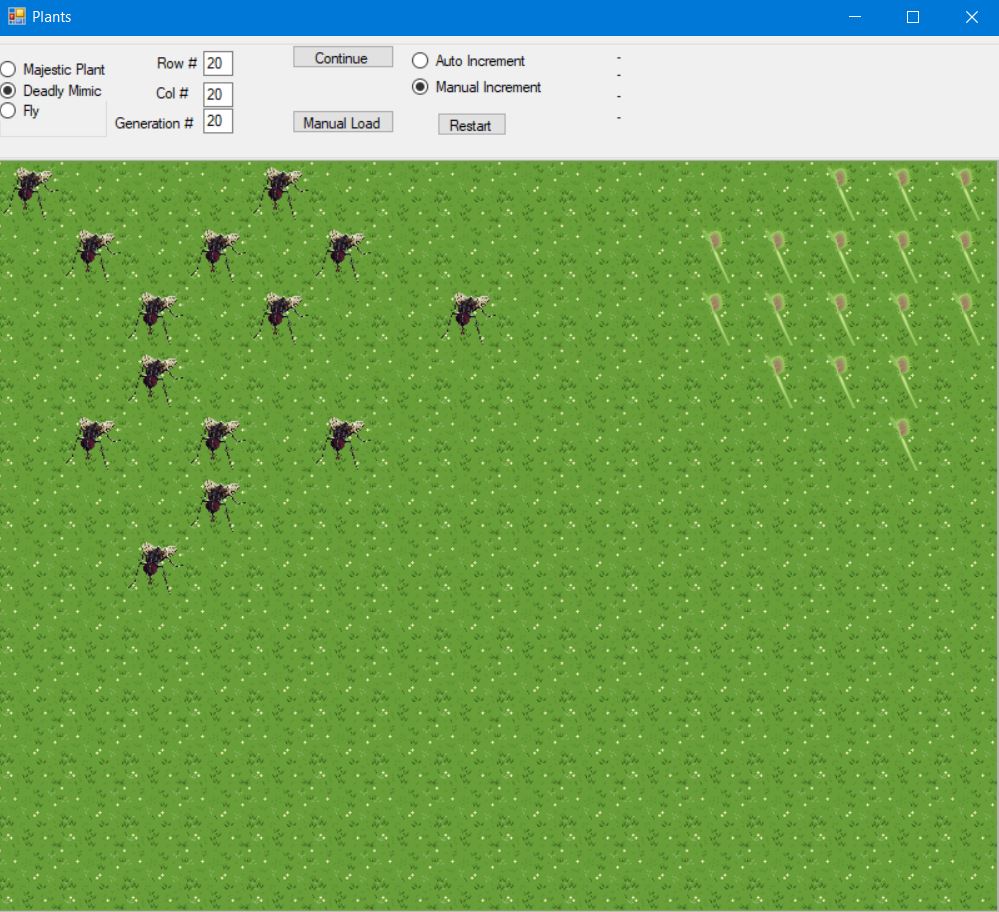 Plants
Majestic Plant
Deadly Mimic
Fly
Row # 20
Col # 20
Generation # 20
Continue
Manual Load
Auto Increment
Manual Increment
Restart
-
-
-
-